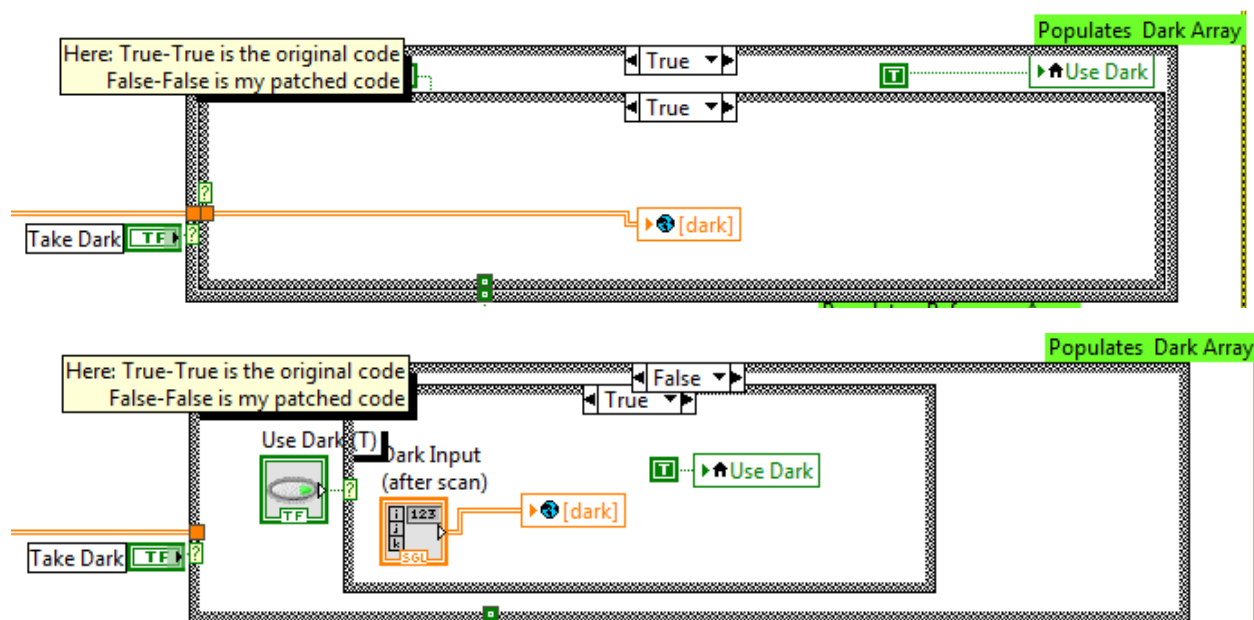 Populates Dark Array
Here: True-True is the original code
False-False is my patched code
True
T
Use Dark
True
?
[dark]
Take Dark
TF
?
Populates Dark Array
Here: True-True is the original code
False-False is my patched code
False
True
Use Dark (T)
Dark Input
(after scan)
T
Use Dark
TF
?
i
j
k
123
SGL
[dark]
Take Dark
TF
?